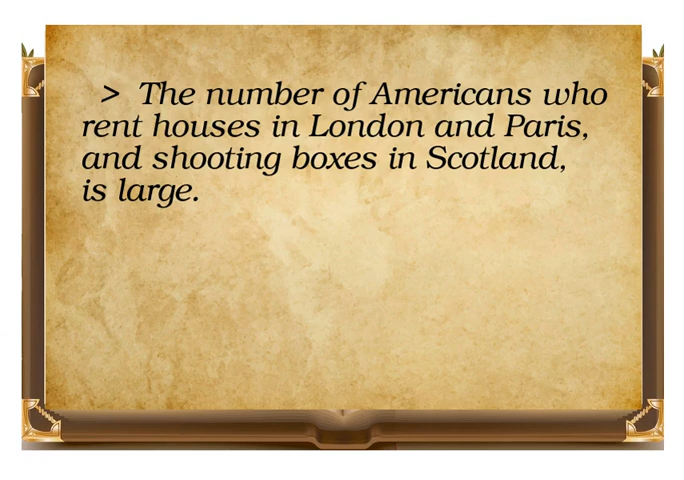 > The number of Americans who
rent houses in London and Paris,
and shooting boxes in Scotland,
is large.